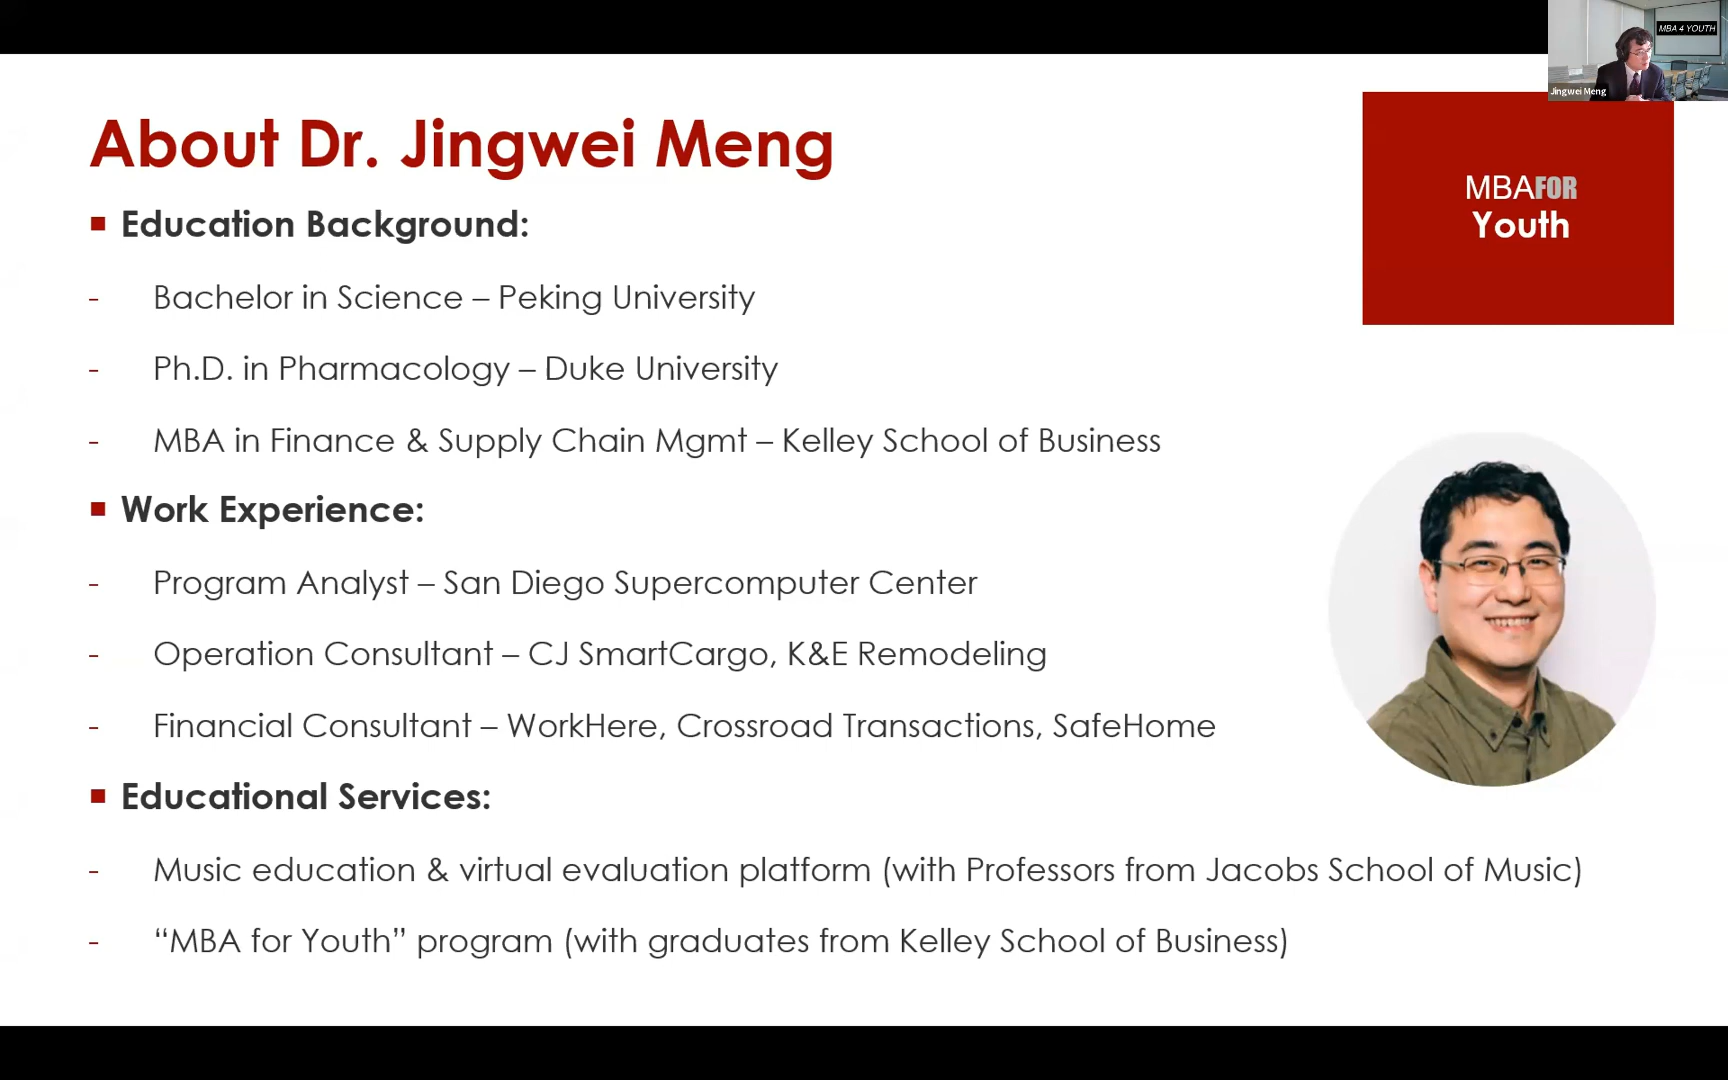 MBA 4 YOUTH
Jingwei Meng
About Dr. Jingwei Meng
MBAFOR
Youth
▪ Education Background:
- Bachelor in Science – Peking University
- Ph.D. in Pharmacology – Duke University
- MBA in Finance & Supply Chain Mgmt – Kelley School of Business
▪ Work Experience:
- Program Analyst – San Diego Supercomputer Center
- Operation Consultant – CJ SmartCargo, K&E Remodeling
- Financial Consultant – WorkHere, Crossroad Transactions, SafeHome
▪ Educational Services:
- Music education & virtual evaluation platform (with Professors from Jacobs School of Music)
- “MBA for Youth” program (with graduates from Kelley School of Business)